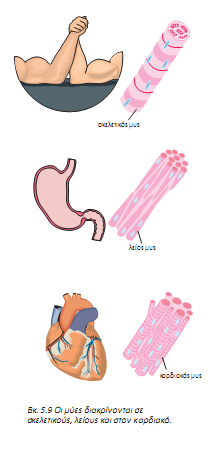 σκελετικός μυς
λείος μυς
καρδιακός μυς
Εικ. 5.9 Οι μύες διακρίνονται σε
σκελετικούς, λείους και στον καρδιακό.